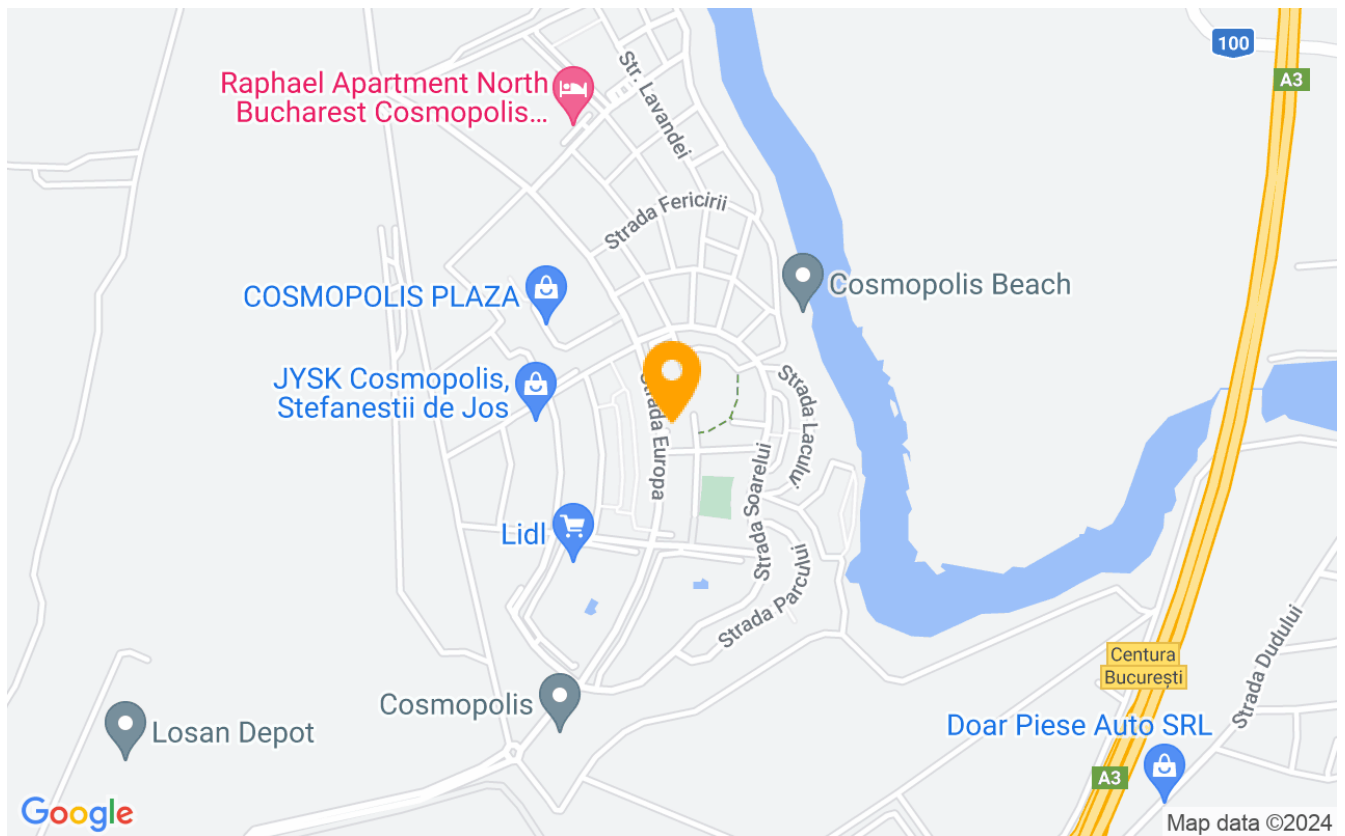 100
A3
Raphael Apartment North
Bucharest Cosmopolis...
Str. Lavandei
Strada Fericirii
COSMOPOLIS PLAZA
Cosmopolis Beach
JYSK Cosmopolis,
Stefanestii de Jos
Strada Europa
Strada Lacului
Strada Soarelui
Lidl
Strada Parcului
Centura
București
Strada Dudului
Cosmopolis
Losan Depot
Doar Piese Auto SRL
A3
Google
Map data ©2024